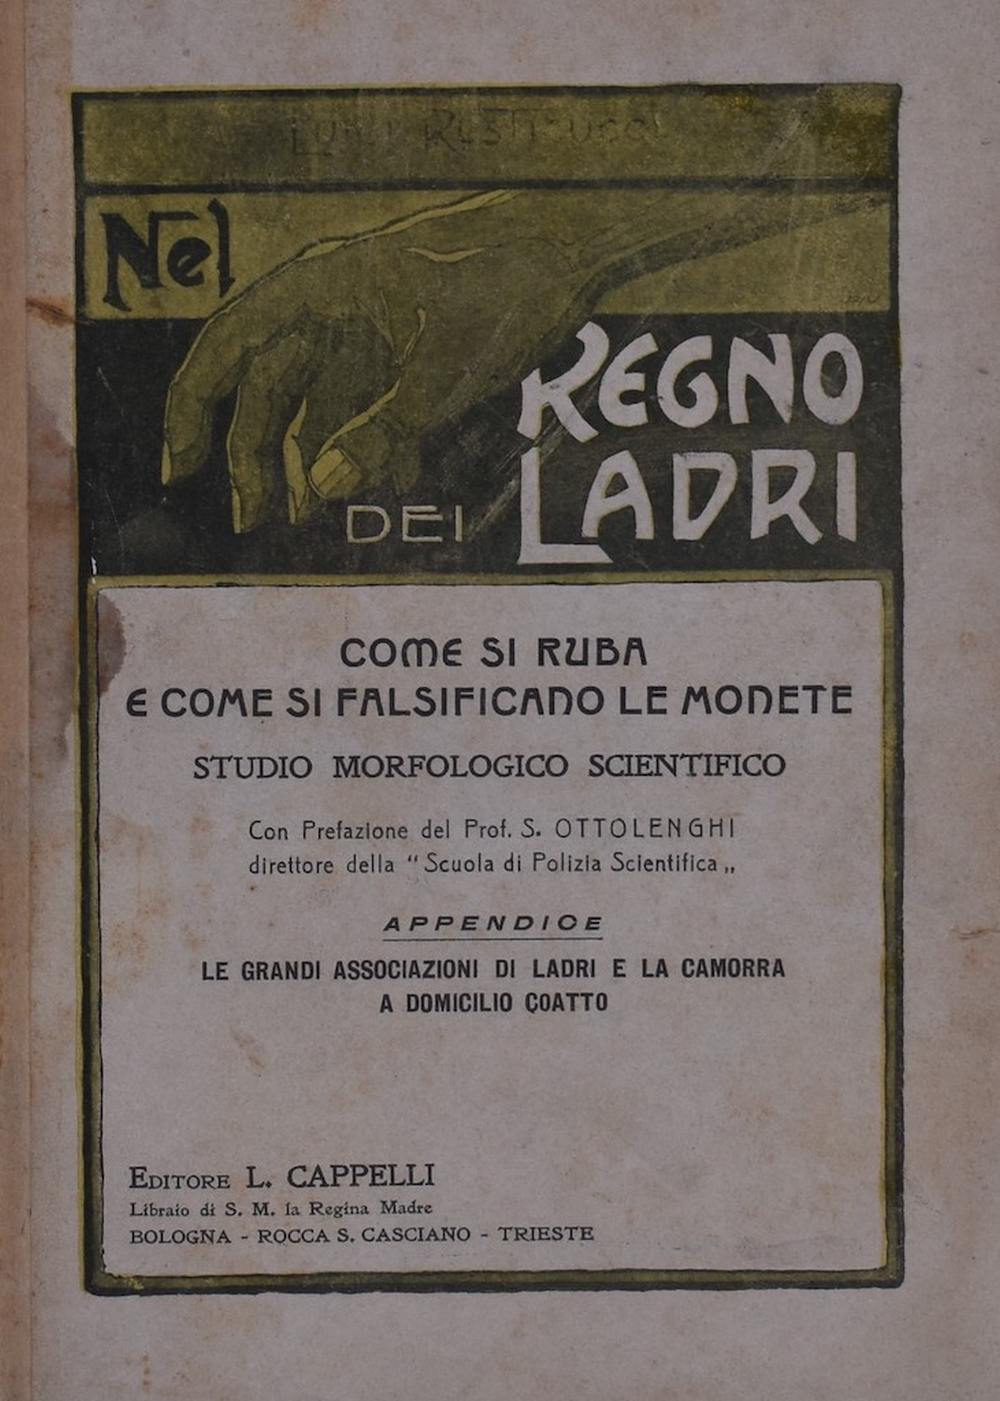 LUIGI RESTIVUCCI
Nel
REGNO
DEI LADRI
COME SI RUBA
E COME SI FALSIFICANO LE MONETE
STUDIO MORFOLOGICO SCIENTIFICO
Con Prefazione del Prof. S. OTTOLENGHI
direttore della “ Scuola di Polizia Scientifica „
APPENDICE
LE GRANDI ASSOCIAZIONI DI LADRI E LA CAMORRA
A DOMICILIO COATTO
EDITORE L. CAPPELLI
Libraio di S. M. la Regina Madre
BOLOGNA - ROCCA S. CASCIANO - TRIESTE